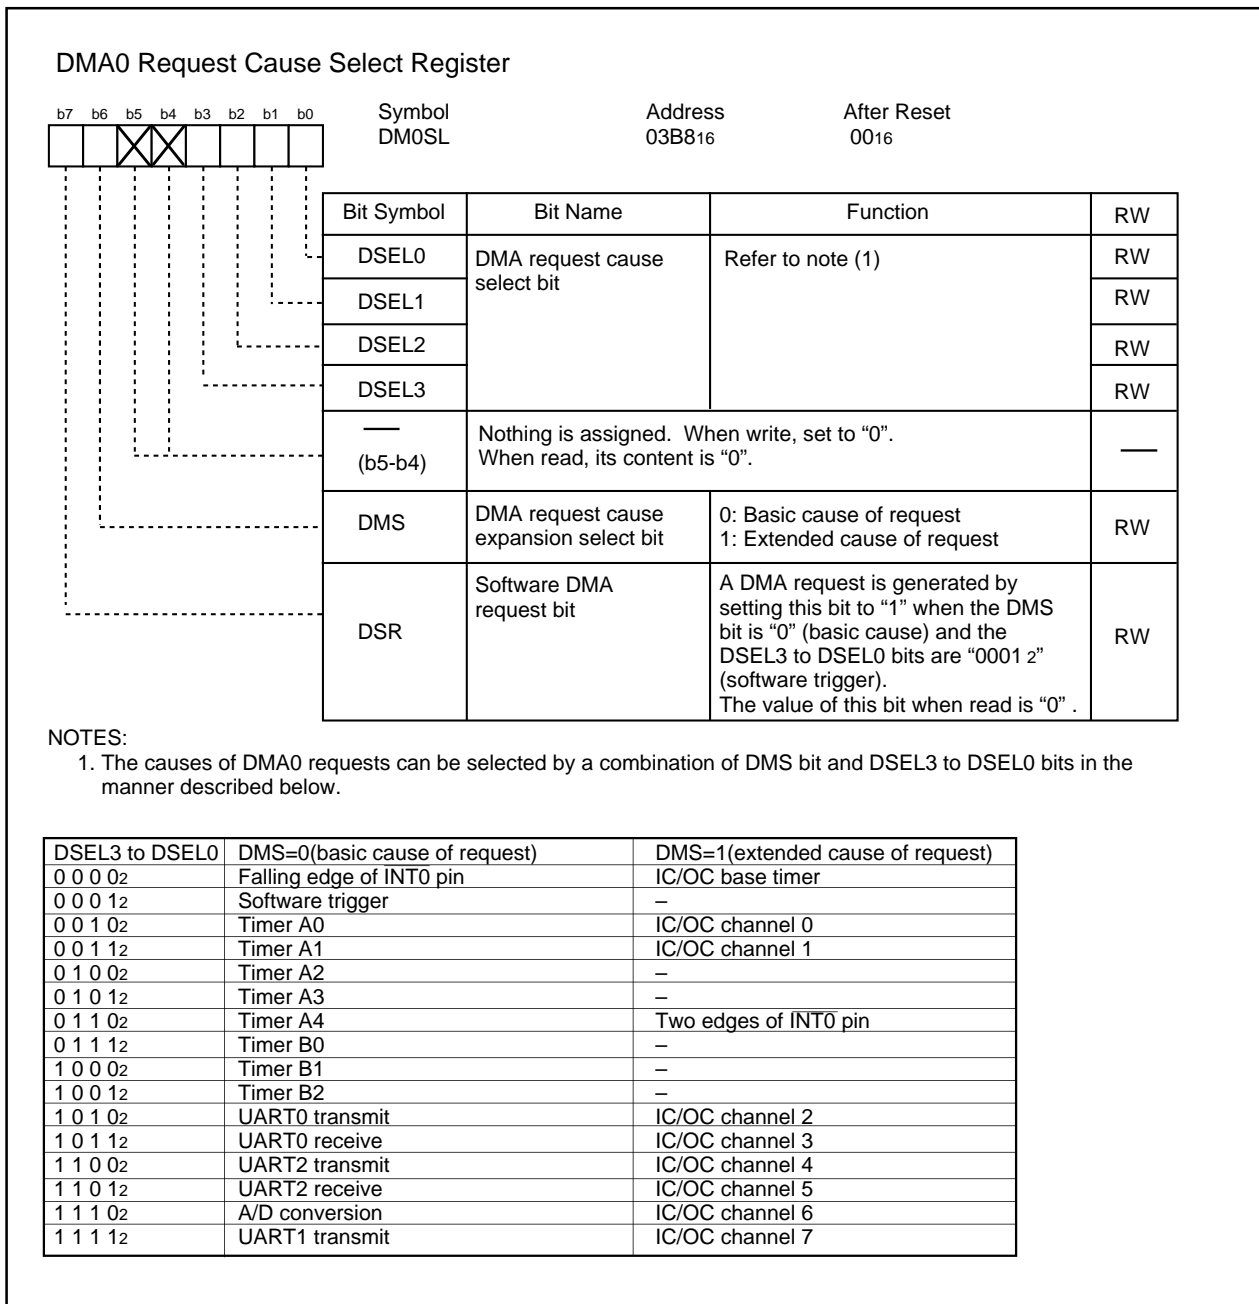 DMA0 Request Cause Select Register
b7 b6 b5 b4 b3 b2 b1 b0
Symbol Address After Reset
DM0SL 03B816 0016
Bit Symbol Bit Name Function RW
DSEL0 DMA request cause select bit Refer to note (1) RW
DSEL1 RW
DSEL2 RW
DSEL3 RW
—
(b5-b4)
Nothing is assigned. When write, set to “0”.
When read, its content is “0”.
—
DMS
DMA request cause
expansion select bit
0: Basic cause of request
1: Extended cause of request
RW
DSR
Software DMA
request bit
A DMA request is generated by
setting this bit to “1” when the DMS
bit is “0” (basic cause) and the
DSEL3 to DSEL0 bits are “0001 2”
(software trigger).
The value of this bit when read is “0” .
RW
NOTES:
1. The causes of DMA0 requests can be selected by a combination of DMS bit and DSEL3 to DSEL0 bits in the
manner described below.
DSEL3 to DSEL0 DMS=0(basic cause of request) DMS=1(extended cause of request)
0 0 0 02 Falling edge of INT0 pin IC/OC base timer
0 0 0 12 Software trigger –
0 0 1 02 Timer A0 IC/OC channel 0
0 0 1 12 Timer A1 IC/OC channel 1
0 1 0 02 Timer A2 –
0 1 0 12 Timer A3 –
0 1 1 02 Timer A4 Two edges of INT0 pin
0 1 1 12 Timer B0 –
1 0 0 02 Timer B1 –
1 0 0 12 Timer B2 –
1 0 1 02 UART0 transmit IC/OC channel 2
1 0 1 12 UART0 receive IC/OC channel 3
1 1 0 02 UART2 transmit IC/OC channel 4
1 1 0 12 UART2 receive IC/OC channel 5
1 1 1 02 A/D conversion IC/OC channel 6
1 1 1 12 UART1 transmit IC/OC channel 7